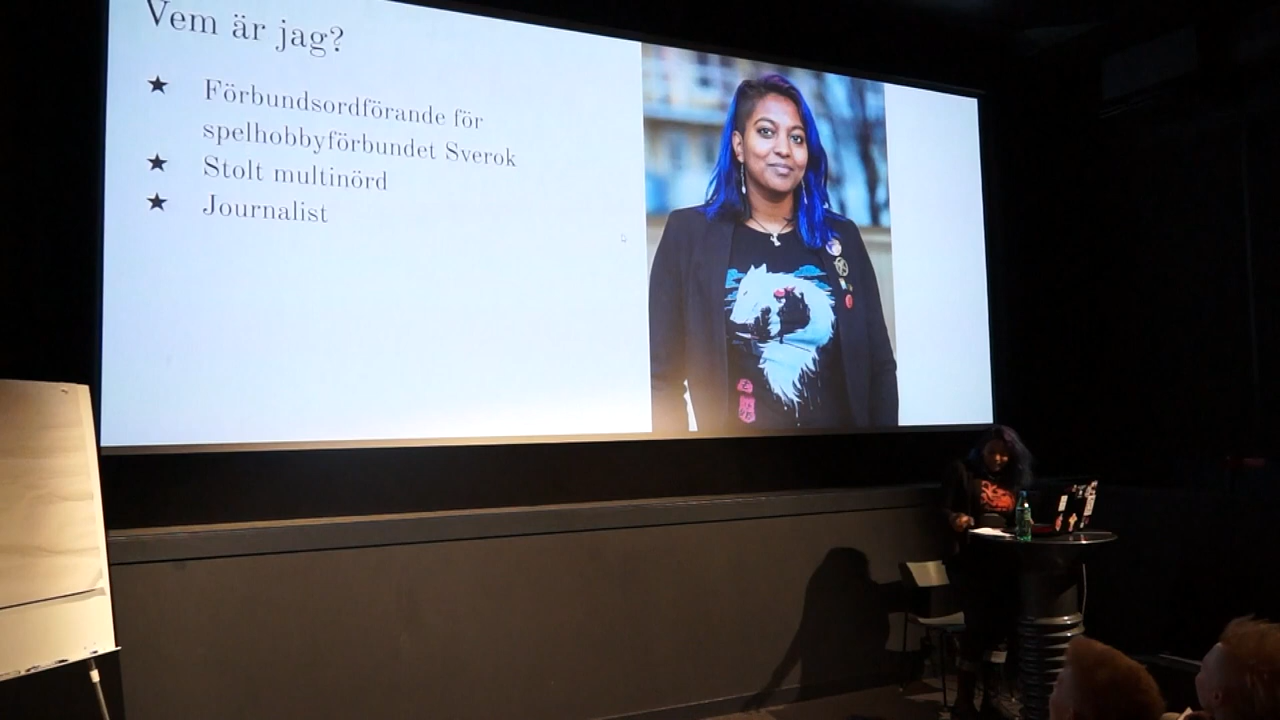 Vem är jag?
★ Förbundsordförande för
spelhobbyförbundet Sverok
★ Stolt multinörd
★ Journalist